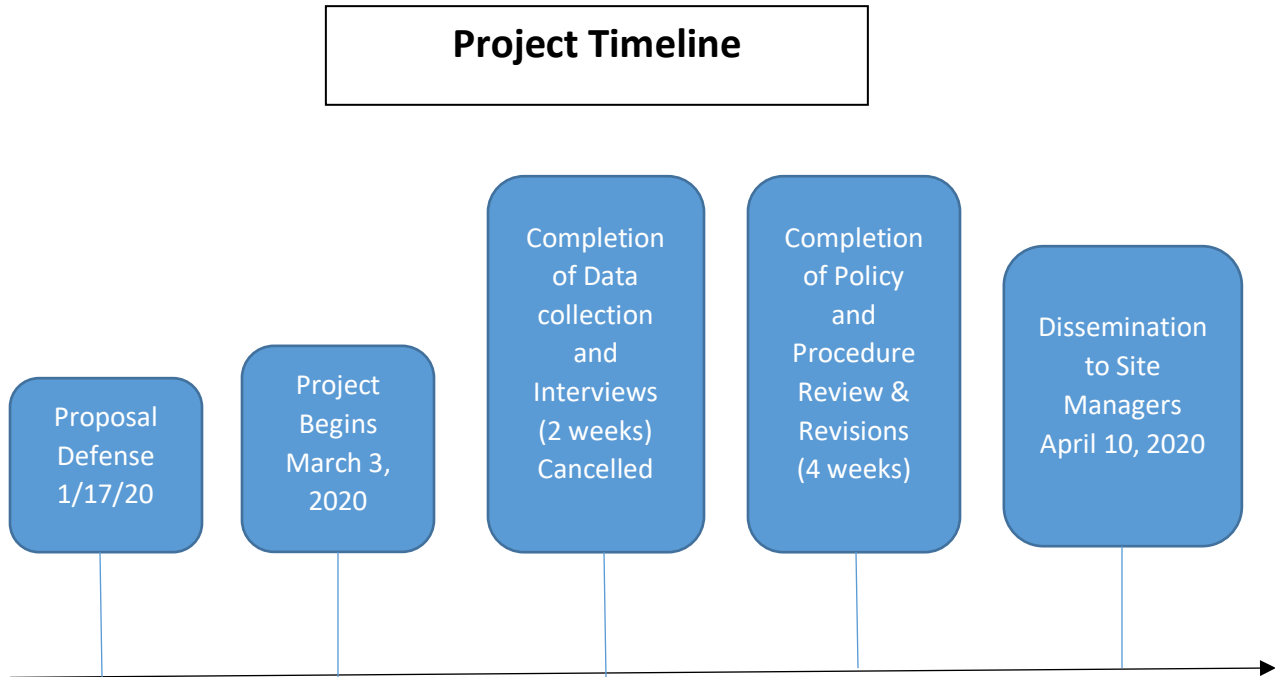 Project Timeline
Proposal
Defense
1/17/20
Project
Begins
March 3,
2020
Completion
of Data
collection
and
Interviews
(2 weeks)
Cancelled
Completion
of Policy
and
Procedure
Review &
Revisions
(4 weeks)
Dissemination
to Site
Managers
April 10, 2020